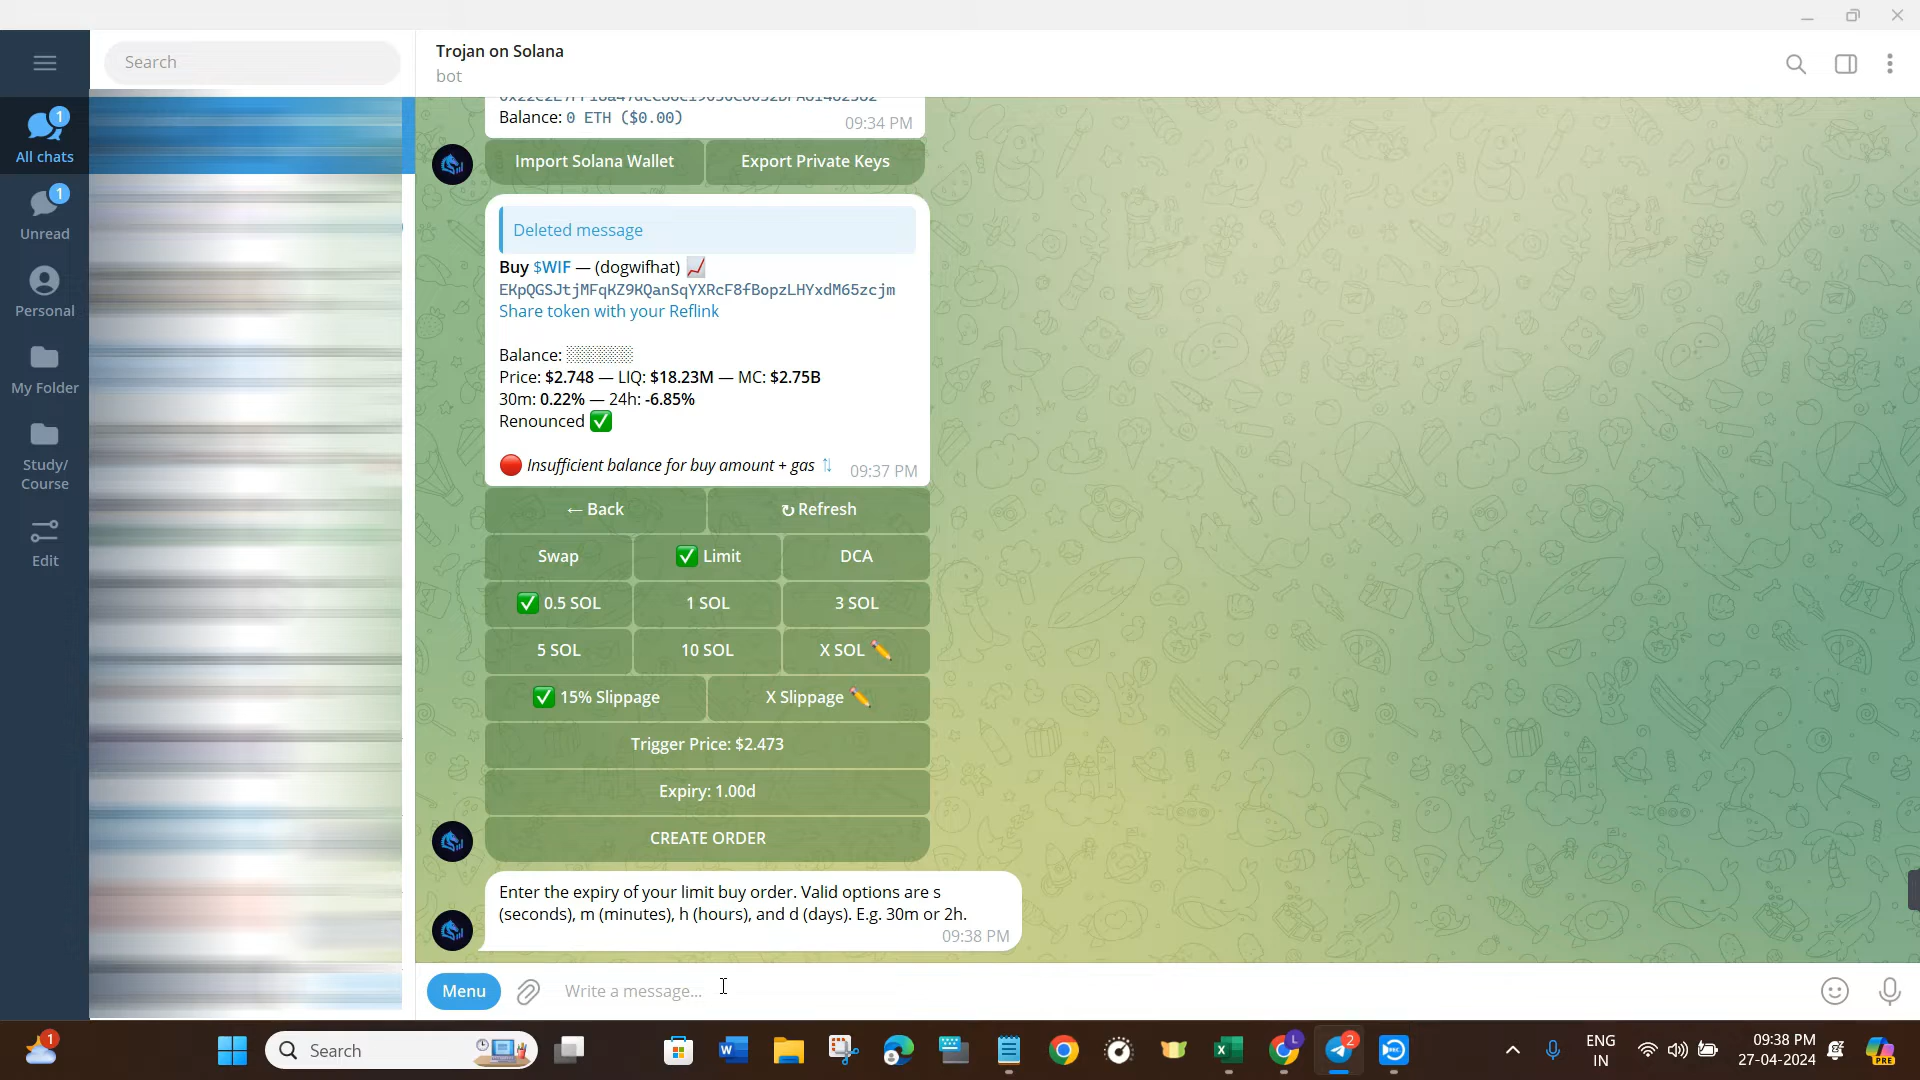 Search
Trojan on Solana
bot
1
All chats
1
Unread
Personal
My Folder
Study/
Course
Edit
Balance: 0 ETH ($0.00)
09:34 PM
Import Solana Wallet
Export Private Keys
Deleted message
Buy $WIF — (dogwifhat) 📈
EKpQGSJtjMFqKZ9KQanSqYXRcF8fBopzLHYxdM65zcjm
Share token with your Reflink
Balance:
Price: $2.748 — LIQ: $18.23M — MC: $2.75B
30m: 0.22% — 24h: -6.85%
Renounced ✅
🔴 Insufficient balance for buy amount + gas ⇅
09:37 PM
← Back
↻ Refresh
Swap
✅ Limit
DCA
✅ 0.5 SOL
1 SOL
3 SOL
5 SOL
10 SOL
X SOL ✏️
✅ 15% Slippage
X Slippage ✏️
Trigger Price: $2.473
Expiry: 1.00d
CREATE ORDER
Enter the expiry of your limit buy order. Valid options are s
(seconds), m (minutes), h (hours), and d (days). E.g. 30m or 2h.
09:38 PM
Menu
Write a message...
1
Search
L
2
ENG
IN
09:38 PM
27-04-2024
PRE